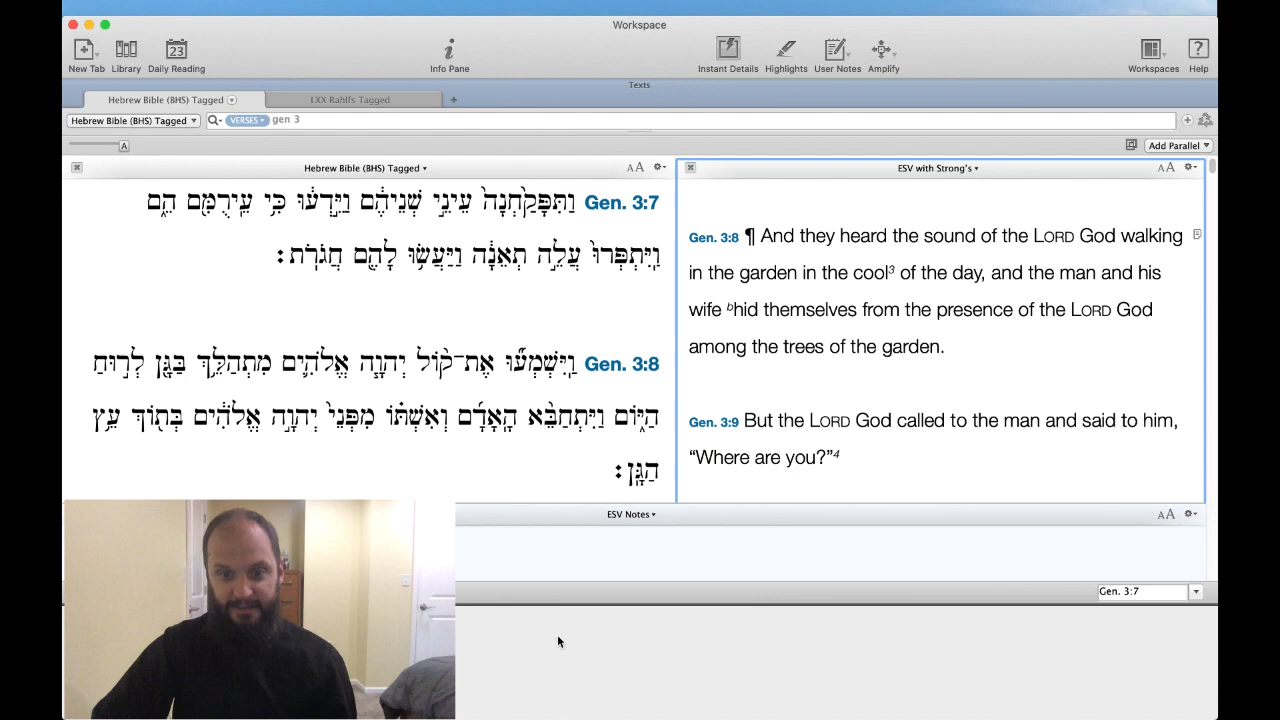 Workspace
New Tab Library Daily Reading Info Pane Instant Details Highlights User Notes Amplify Workspaces Help
23
Texts
Hebrew Bible (BHS) Tagged LXX Rahlfs Tagged +
Hebrew Bible (BHS) Tagged VERSES gen 3
A Add Parallel
Hebrew Bible (BHS) Tagged AA
Gen. 3:7 וַתִּפָּקַ֙חְנָה֙ עֵינֵ֣י שְׁנֵיהֶ֔ם וַיֵּ֣דְע֔וּ כִּ֥י עֵֽירֻמִּ֖ם הֵ֑ם
וַֽיִּתְפְּרוּ֙ עֲלֵ֣ה תְאֵנָ֔ה וַיַּעֲשׂ֥וּ לָהֶ֖ם חֲגֹרֹֽת׃
Gen. 3:8 וַֽיִּשְׁמְע֞וּ אֶת־ק֨וֹל יְהוָ֧ה אֱלֹהִ֛ים מִתְהַלֵּ֥ךְ בַּגָּ֖ן לְר֣וּחַ
הַיּ֑וֹם וַיִּתְחַבֵּ֨א הָֽאָדָ֜ם וְאִשְׁתּ֗וֹ מִפְּנֵי֙ יְהוָ֣ה אֱלֹהִ֔ים בְּת֖וֹךְ עֵ֥ץ
הַגָּֽן׃
ESV with Strong's AA
Gen. 3:8 ¶ And they heard the sound of the LORD God walking
in the garden in the cool³ of the day, and the man and his
wife ᵇhid themselves from the presence of the LORD God
among the trees of the garden.
Gen. 3:9 But the LORD God called to the man and said to him,
“Where are you?”⁴
ESV Notes AA
Gen. 3:7